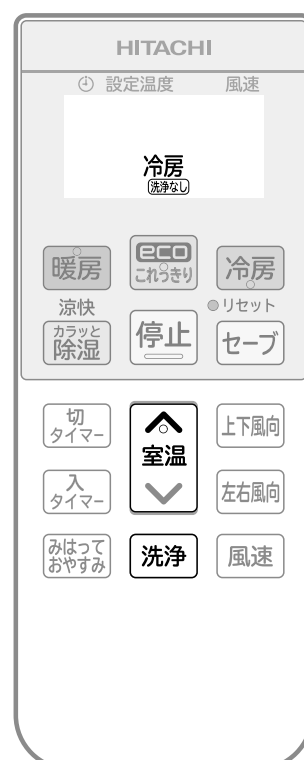 HITACHI
設定温度 風速
冷房
洗浄なし
暖房 eco これっきり 冷房
涼快 リセット
カラッと 除湿 停止 セーブ
切 タイマー 室温 上下風向
入 タイマー 左右風向
みはって おやすみ 洗浄 風速